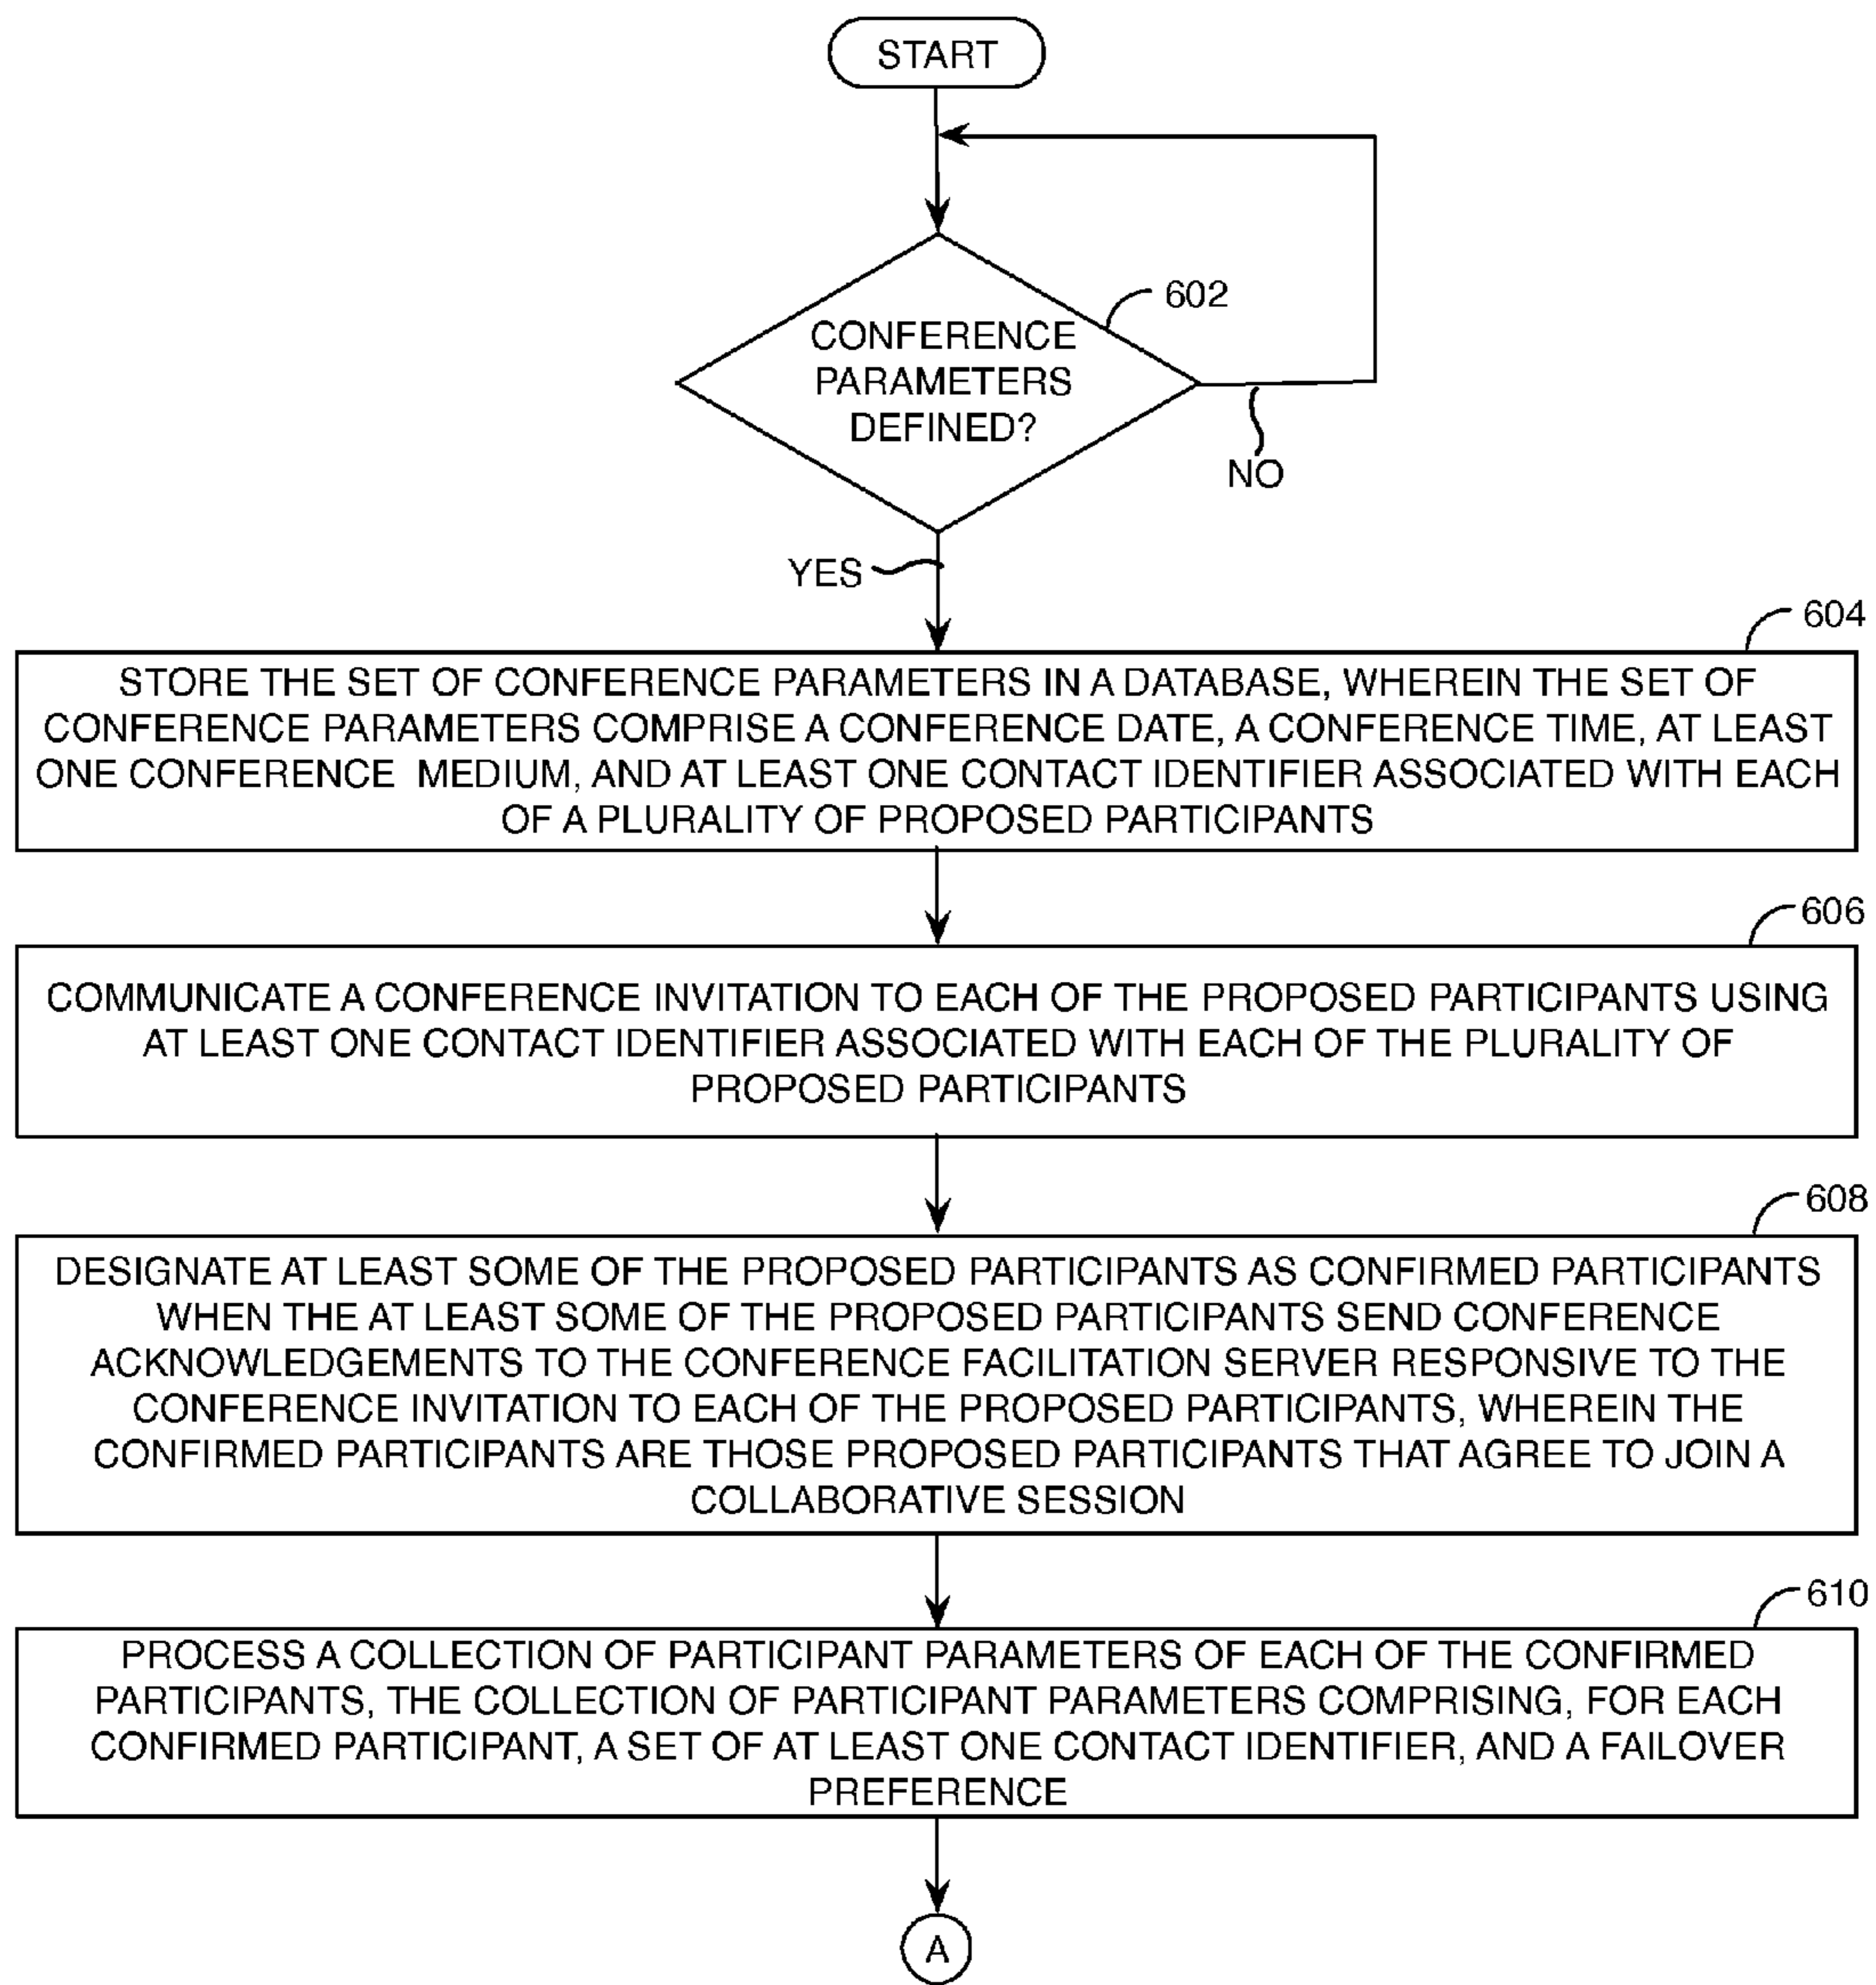 START
602
CONFERENCE
PARAMETERS
DEFINED?
NO
YES
604
STORE THE SET OF CONFERENCE PARAMETERS IN A DATABASE, WHEREIN THE SET OF
CONFERENCE PARAMETERS COMPRISE A CONFERENCE DATE, A CONFERENCE TIME, AT LEAST
ONE CONFERENCE MEDIUM, AND AT LEAST ONE CONTACT IDENTIFIER ASSOCIATED WITH EACH
OF A PLURALITY OF PROPOSED PARTICIPANTS
606
COMMUNICATE A CONFERENCE INVITATION TO EACH OF THE PROPOSED PARTICIPANTS USING
AT LEAST ONE CONTACT IDENTIFIER ASSOCIATED WITH EACH OF THE PLURALITY OF
PROPOSED PARTICIPANTS
608
DESIGNATE AT LEAST SOME OF THE PROPOSED PARTICIPANTS AS CONFIRMED PARTICIPANTS
WHEN THE AT LEAST SOME OF THE PROPOSED PARTICIPANTS SEND CONFERENCE
ACKNOWLEDGEMENTS TO THE CONFERENCE FACILITATION SERVER RESPONSIVE TO THE
CONFERENCE INVITATION TO EACH OF THE PROPOSED PARTICIPANTS, WHEREIN THE
CONFIRMED PARTICIPANTS ARE THOSE PROPOSED PARTICIPANTS THAT AGREE TO JOIN A
COLLABORATIVE SESSION
610
PROCESS A COLLECTION OF PARTICIPANT PARAMETERS OF EACH OF THE CONFIRMED
PARTICIPANTS, THE COLLECTION OF PARTICIPANT PARAMETERS COMPRISING, FOR EACH
CONFIRMED PARTICIPANT, A SET OF AT LEAST ONE CONTACT IDENTIFIER, AND A FAILOVER
PREFERENCE
A